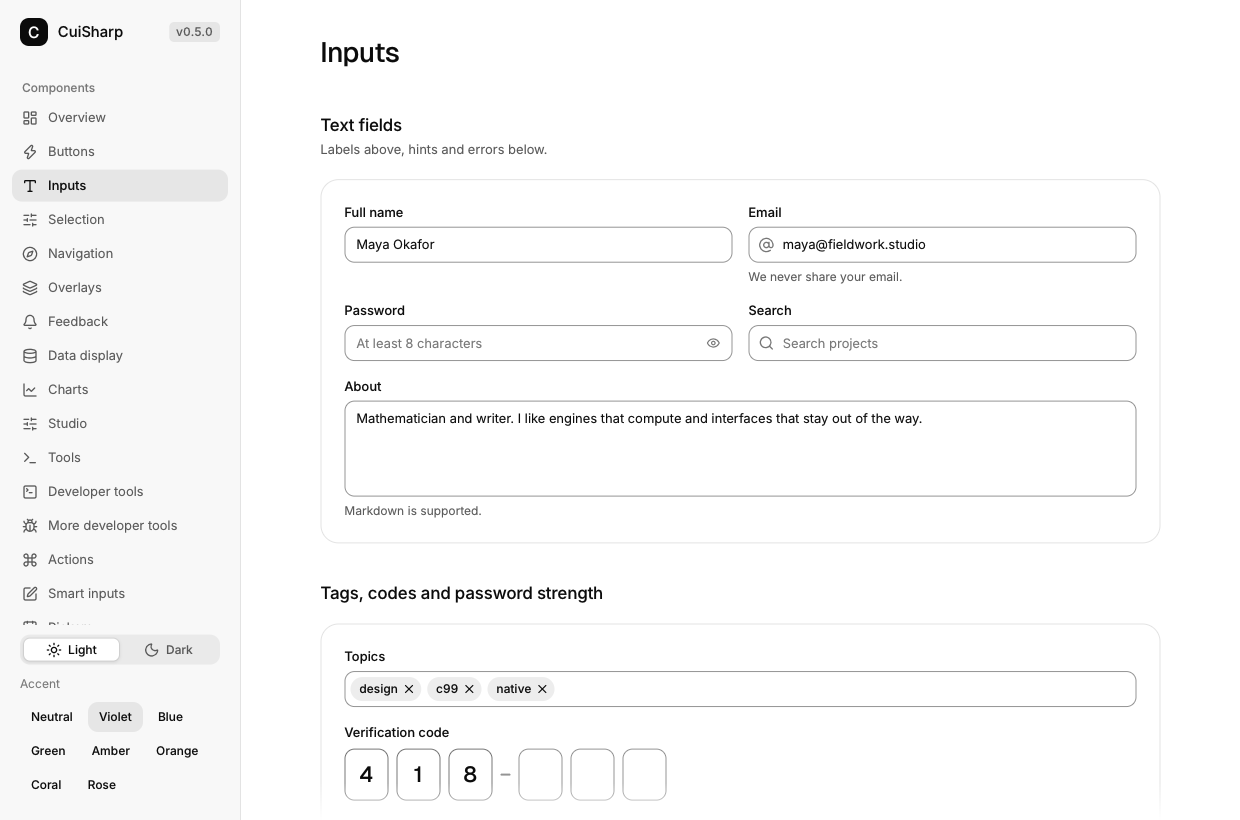 C CuiSharp v0.5.0
Components
Overview
Buttons
Inputs
Selection
Navigation
Overlays
Feedback
Data display
Charts
Studio
Tools
Developer tools
More developer tools
Actions
Smart inputs
Light Dark
Accent
Neutral Violet Blue
Green Amber Orange
Coral Rose
Inputs
Text fields
Labels above, hints and errors below.
Full name
Maya Okafor
Email
@ maya@fieldwork.studio
We never share your email.
Password
At least 8 characters
Search
Search projects
About
Mathematician and writer. I like engines that compute and interfaces that stay out of the way.
Markdown is supported.
Tags, codes and password strength
Topics
design c99 native
Verification code
4 1 8 –